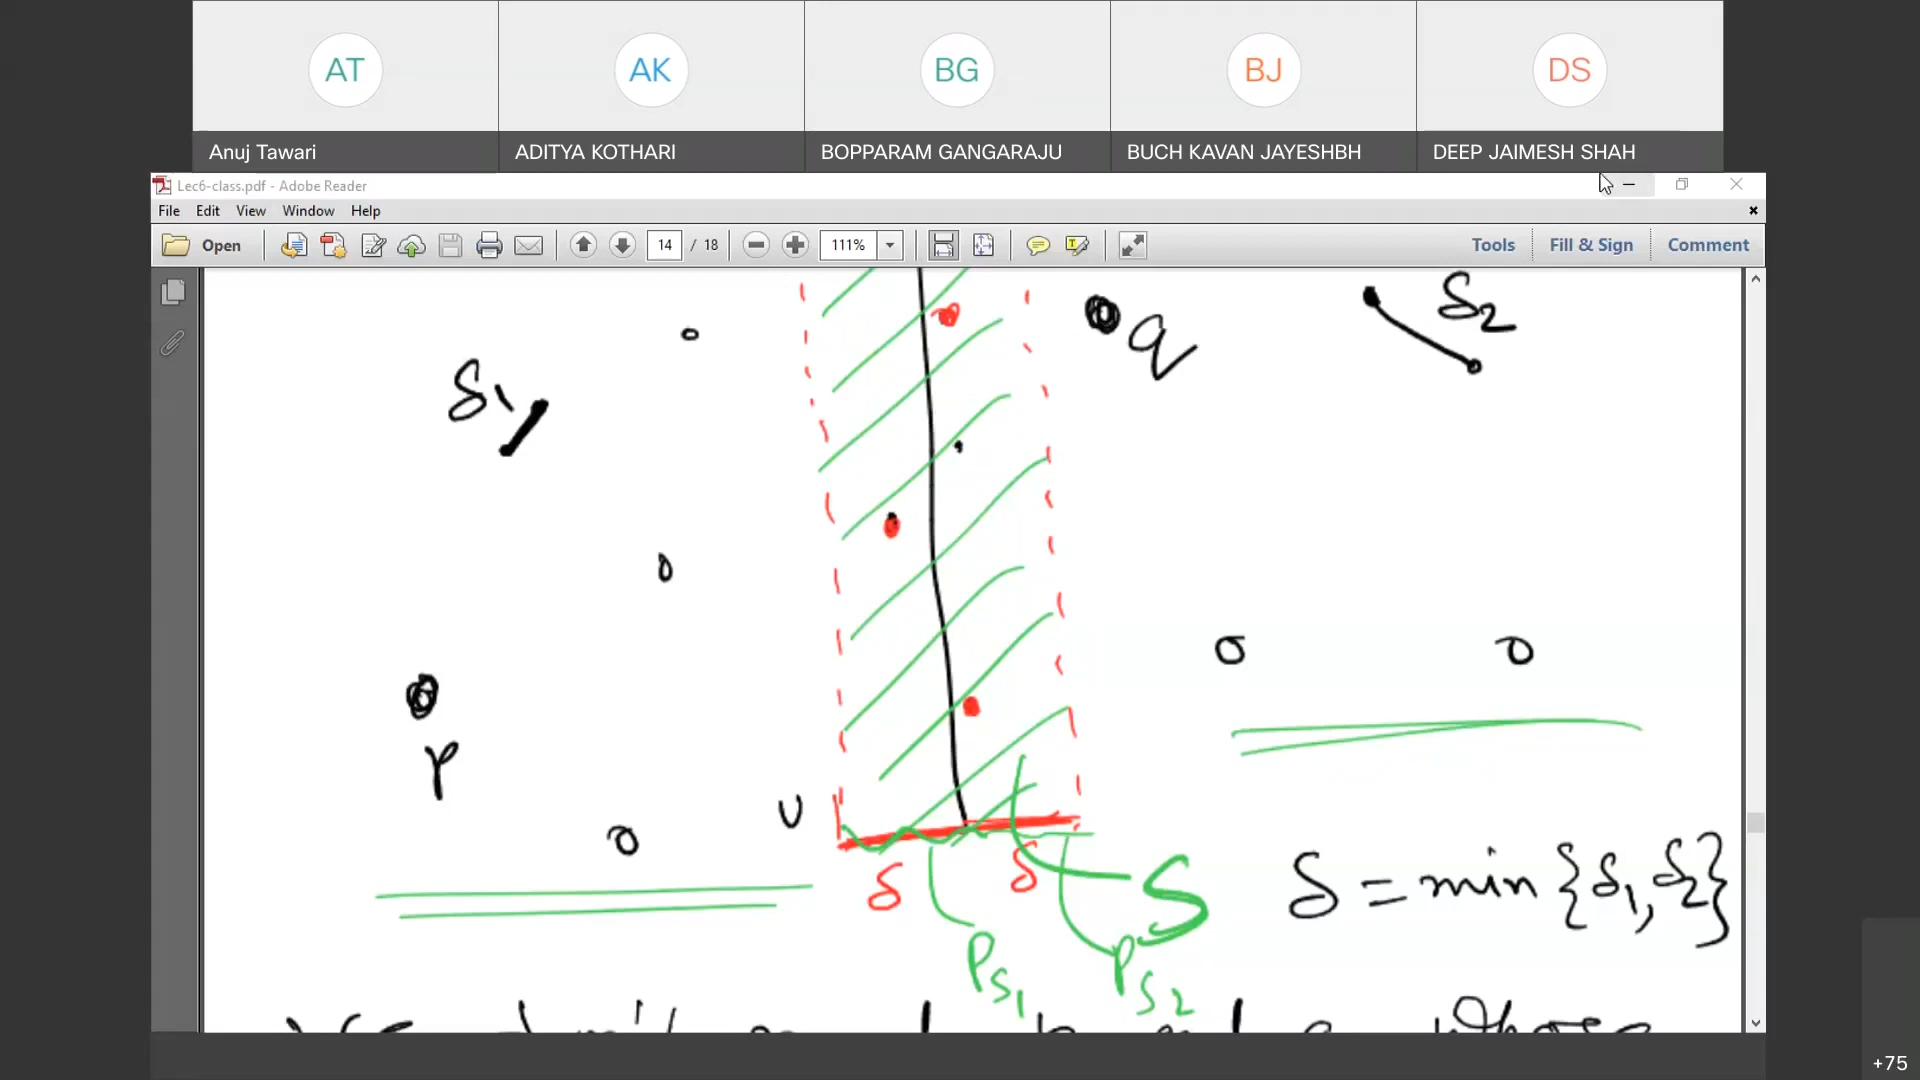 AT AK BG BJ DS
Anuj Tawari ADITYA KOTHARI BOPPARAM GANGARAJU BUCH KAVAN JAYESHBH DEEP JAIMESH SHAH
Lec6-class.pdf - Adobe Reader
File Edit View Window Help
Open 14 / 18 111% Tools Fill & Sign Comment
δ2
q
δ1
p
δ δ S δ = min {δ1, δ2}
PS1 PS2
+75